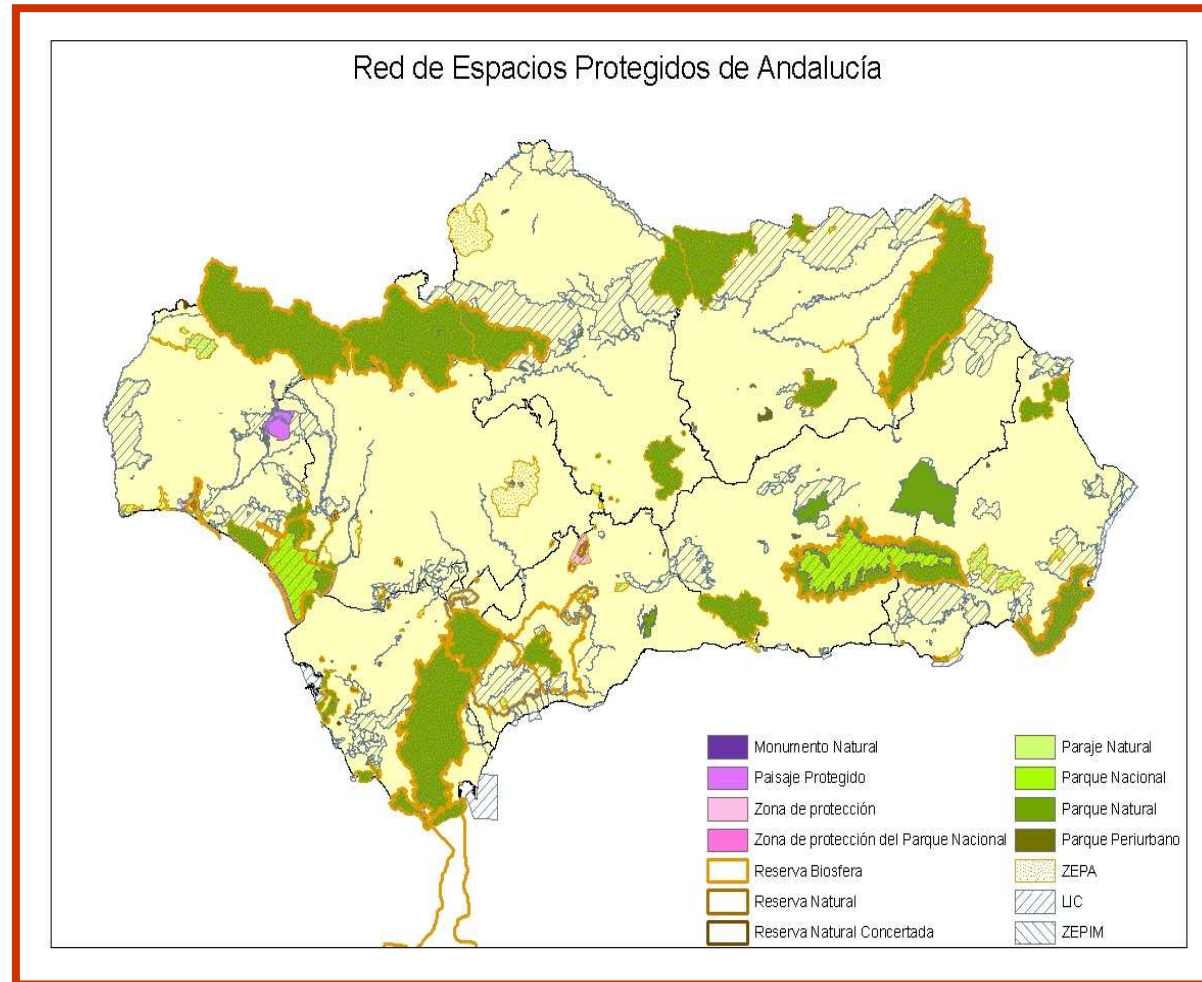 Red de Espacios Protegidos de Andalucía
Monumento Natural
Paisaje Protegido
Zona de protección
Zona de protección del Parque Nacional
Reserva Biosfera
Reserva Natural
Reserva Natural Concertada
Paraje Natural
Parque Nacional
Parque Natural
Parque Periurbano
ZEPA
LIC
ZEPIM